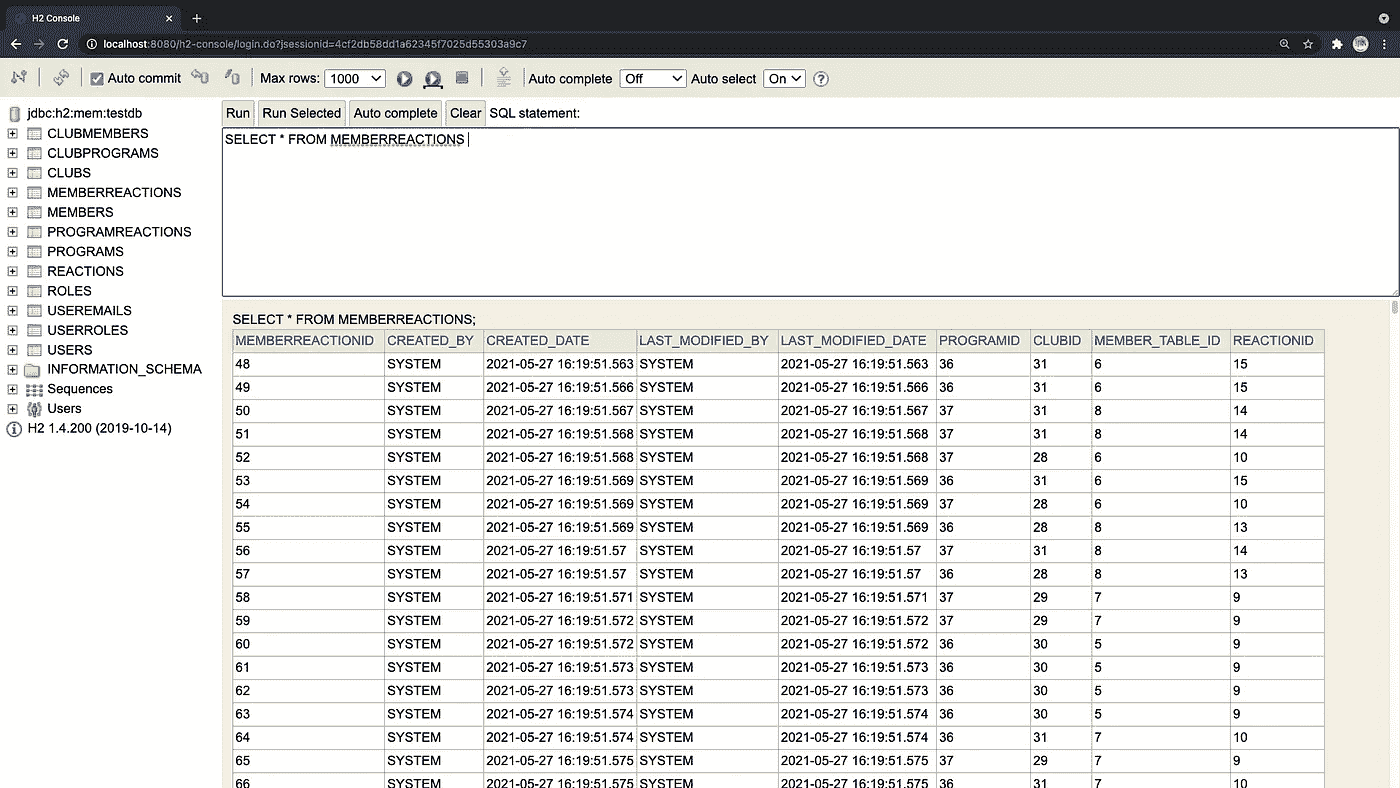 H2 Console
localhost:8080/h2-console/login.do?jsessionid=4cf2db58dd1a62345f7025d55303a9c7
Auto commit Max rows: 1000 Auto complete Off Auto select On
jdbc:h2:mem:testdb
CLUBMEMBERS
CLUBPROGRAMS
CLUBS
MEMBERREACTIONS
MEMBERS
PROGRAMREACTIONS
PROGRAMS
REACTIONS
ROLES
USEREMAILS
USERROLES
USERS
INFORMATION_SCHEMA
Sequences
Users
H2 1.4.200 (2019-10-14)
Run Run Selected Auto complete Clear SQL statement:
SELECT * FROM MEMBERREACTIONS
SELECT * FROM MEMBERREACTIONS;
MEMBERREACTIONID CREATED_BY CREATED_DATE LAST_MODIFIED_BY LAST_MODIFIED_DATE PROGRAMID CLUBID MEMBER_TABLE_ID REACTIONID
48 SYSTEM 2021-05-27 16:19:51.563 SYSTEM 2021-05-27 16:19:51.563 36 31 6 15
49 SYSTEM 2021-05-27 16:19:51.566 SYSTEM 2021-05-27 16:19:51.566 36 31 6 15
50 SYSTEM 2021-05-27 16:19:51.567 SYSTEM 2021-05-27 16:19:51.567 37 31 8 14
51 SYSTEM 2021-05-27 16:19:51.568 SYSTEM 2021-05-27 16:19:51.568 37 31 8 14
52 SYSTEM 2021-05-27 16:19:51.568 SYSTEM 2021-05-27 16:19:51.568 37 28 6 10
53 SYSTEM 2021-05-27 16:19:51.569 SYSTEM 2021-05-27 16:19:51.569 36 31 6 15
54 SYSTEM 2021-05-27 16:19:51.569 SYSTEM 2021-05-27 16:19:51.569 37 28 6 10
55 SYSTEM 2021-05-27 16:19:51.569 SYSTEM 2021-05-27 16:19:51.569 36 28 8 13
56 SYSTEM 2021-05-27 16:19:51.57 SYSTEM 2021-05-27 16:19:51.57 37 31 8 14
57 SYSTEM 2021-05-27 16:19:51.57 SYSTEM 2021-05-27 16:19:51.57 36 28 8 13
58 SYSTEM 2021-05-27 16:19:51.571 SYSTEM 2021-05-27 16:19:51.571 37 29 7 9
59 SYSTEM 2021-05-27 16:19:51.572 SYSTEM 2021-05-27 16:19:51.572 37 29 7 9
60 SYSTEM 2021-05-27 16:19:51.572 SYSTEM 2021-05-27 16:19:51.572 36 30 5 9
61 SYSTEM 2021-05-27 16:19:51.573 SYSTEM 2021-05-27 16:19:51.573 36 30 5 9
62 SYSTEM 2021-05-27 16:19:51.573 SYSTEM 2021-05-27 16:19:51.573 36 30 5 9
63 SYSTEM 2021-05-27 16:19:51.574 SYSTEM 2021-05-27 16:19:51.574 36 30 5 9
64 SYSTEM 2021-05-27 16:19:51.574 SYSTEM 2021-05-27 16:19:51.574 36 31 7 10
65 SYSTEM 2021-05-27 16:19:51.575 SYSTEM 2021-05-27 16:19:51.575 37 29 7 9
66 SYSTEM 2021-05-27 16:19:51.575 SYSTEM 2021-05-27 16:19:51.575 36 31 7 10